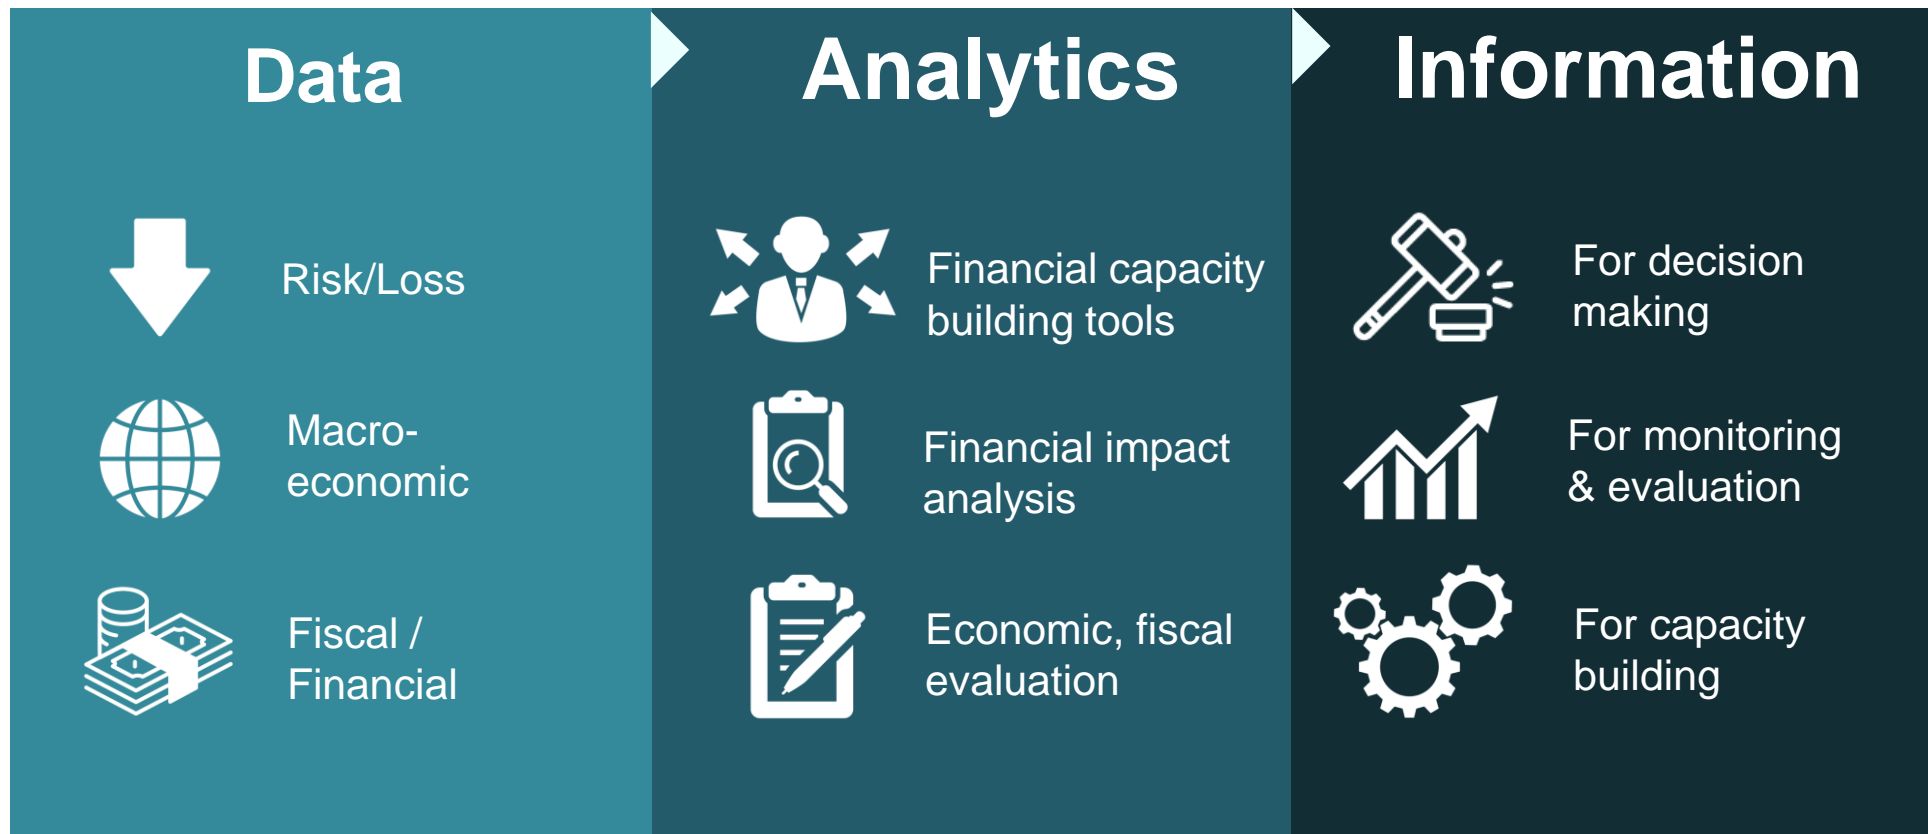 Data
Risk/Loss
Macro-
economic
Fiscal /
Financial
Analytics
Financial capacity
building tools
Financial impact
analysis
Economic, fiscal
evaluation
Information
For decision
making
For monitoring
& evaluation
For capacity
building